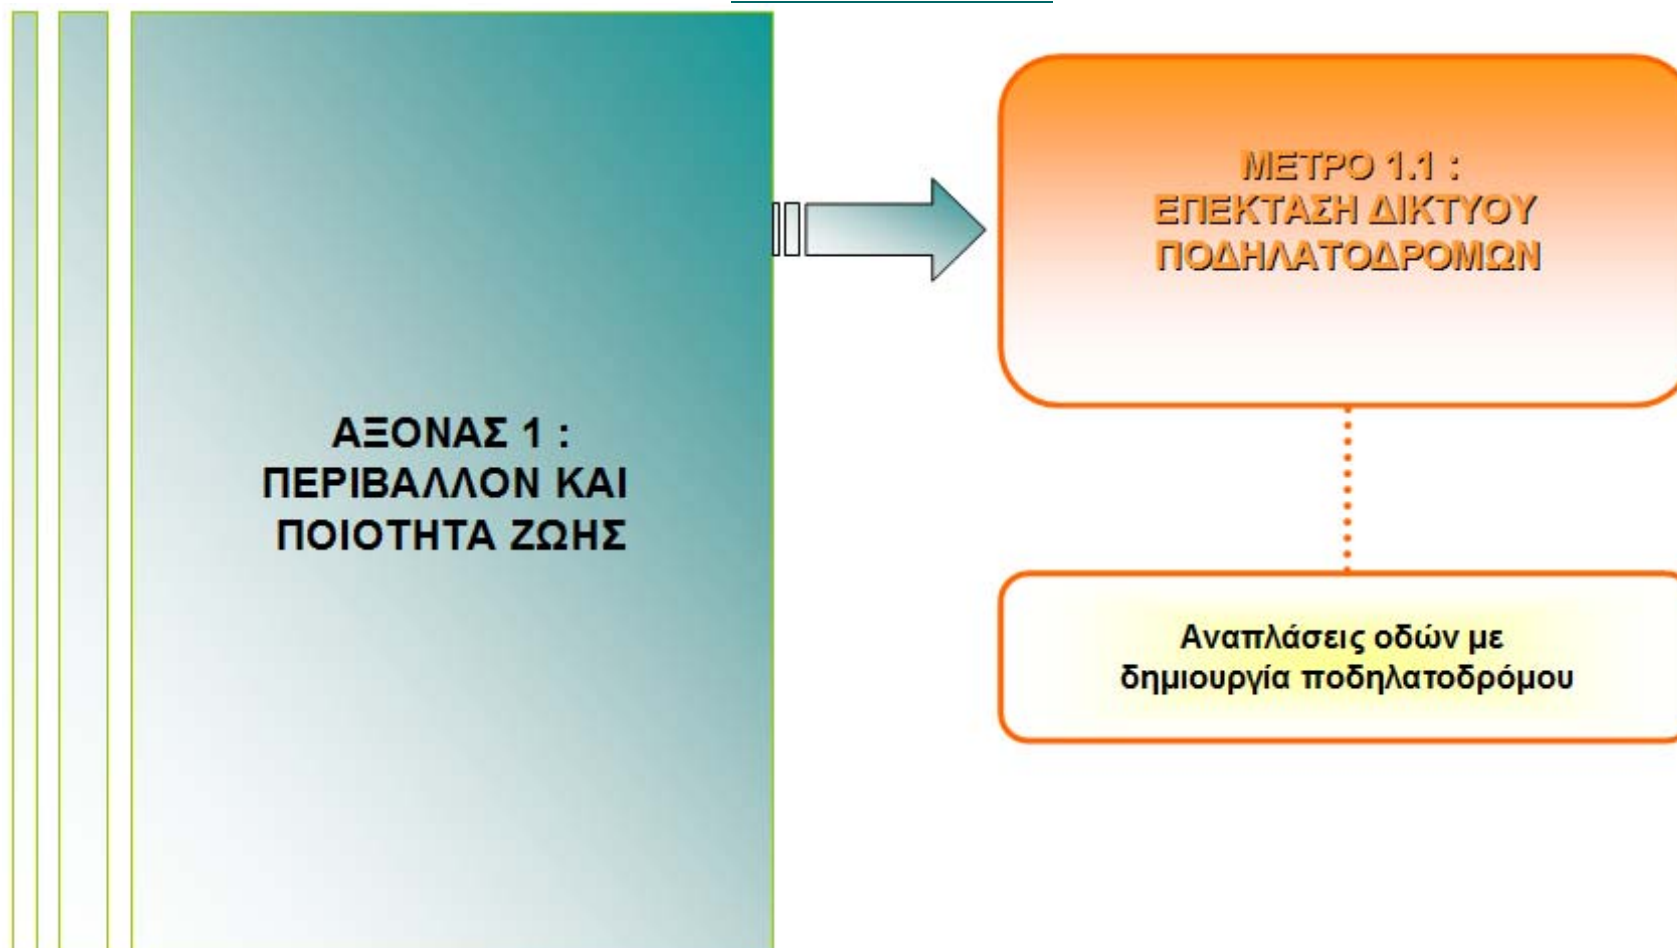 ΑΞΟΝΑΣ 1 :
ΠΕΡΙΒΑΛΛΟΝ ΚΑΙ
ΠΟΙΟΤΗΤΑ ΖΩΗΣ
ΜΕΤΡΟ 1.1 :
ΕΠΕΚΤΑΣΗ ΔΙΚΤΥΟΥ
ΠΟΔΗΛΑΤΟΔΡΟΜΩΝ
Αναπλάσεις οδών με
δημιουργία ποδηλατοδρόμου